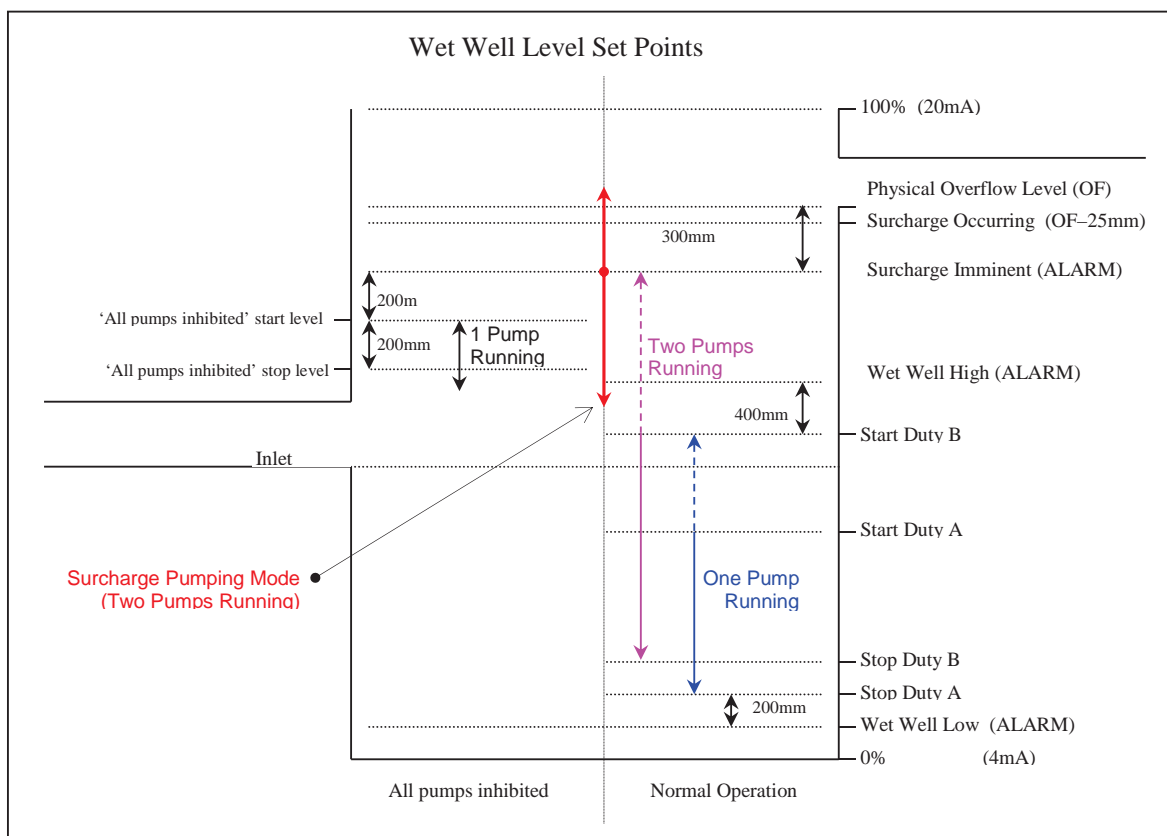 Wet Well Level Set Points
100% (20mA)
Physical Overflow Level (OF)
Surcharge Occurring (OF–25mm)
300mm
Surcharge Imminent (ALARM)
200m
'All pumps inhibited' start level
1 Pump
Running
200mm
Two Pumps
Running
'All pumps inhibited' stop level
Wet Well High (ALARM)
400mm
Start Duty B
Inlet
Start Duty A
Surcharge Pumping Mode
(Two Pumps Running)
One Pump
Running
Stop Duty B
Stop Duty A
200mm
Wet Well Low (ALARM)
0% (4mA)
All pumps inhibited
Normal Operation